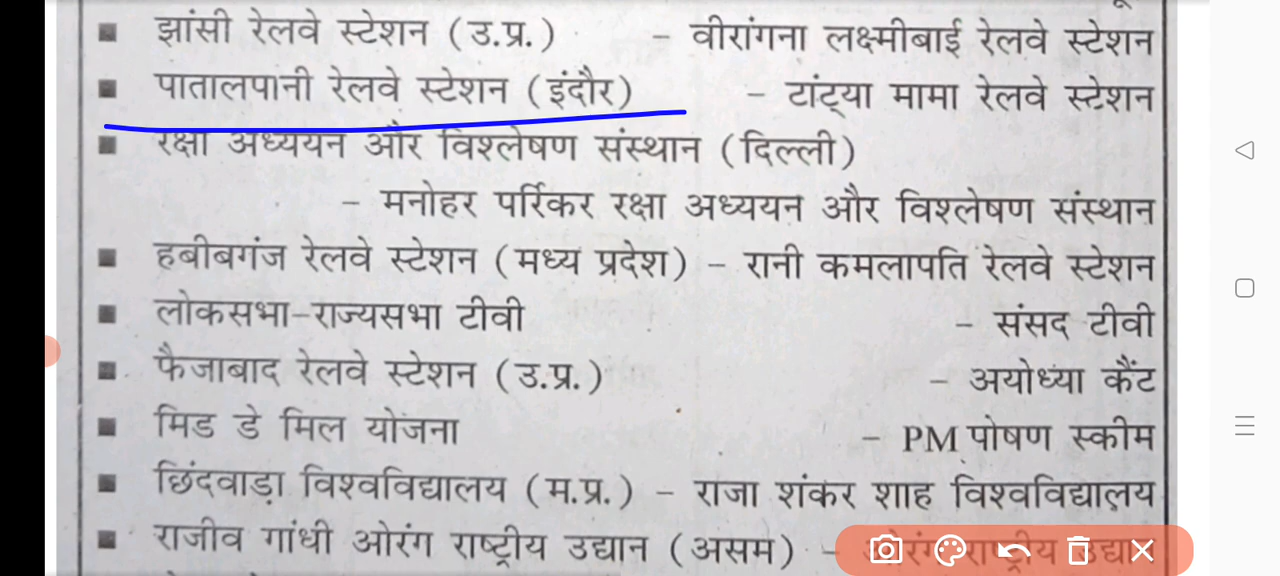 झांसी रेलवे स्टेशन (उ.प्र.) - वीरांगना लक्ष्मीबाई रेलवे स्टेशन
पातालपानी रेलवे स्टेशन (इंदौर) - टांट्या मामा रेलवे स्टेशन
रक्षा अध्ययन और विश्लेषण संस्थान (दिल्ली)
- मनोहर पर्रिकर रक्षा अध्ययन और विश्लेषण संस्थान
हबीबगंज रेलवे स्टेशन (मध्य प्रदेश) - रानी कमलापति रेलवे स्टेशन
लोकसभा-राज्यसभा टीवी - संसद टीवी
फैजाबाद रेलवे स्टेशन (उ.प्र.) - अयोध्या कैंट
मिड डे मिल योजना - PM पोषण स्कीम
छिंदवाड़ा विश्वविद्यालय (म.प्र.) - राजा शंकर शाह विश्वविद्यालय
राजीव गांधी ओरंग राष्ट्रीय उद्यान (असम) - ओरंग राष्ट्रीय उद्यान